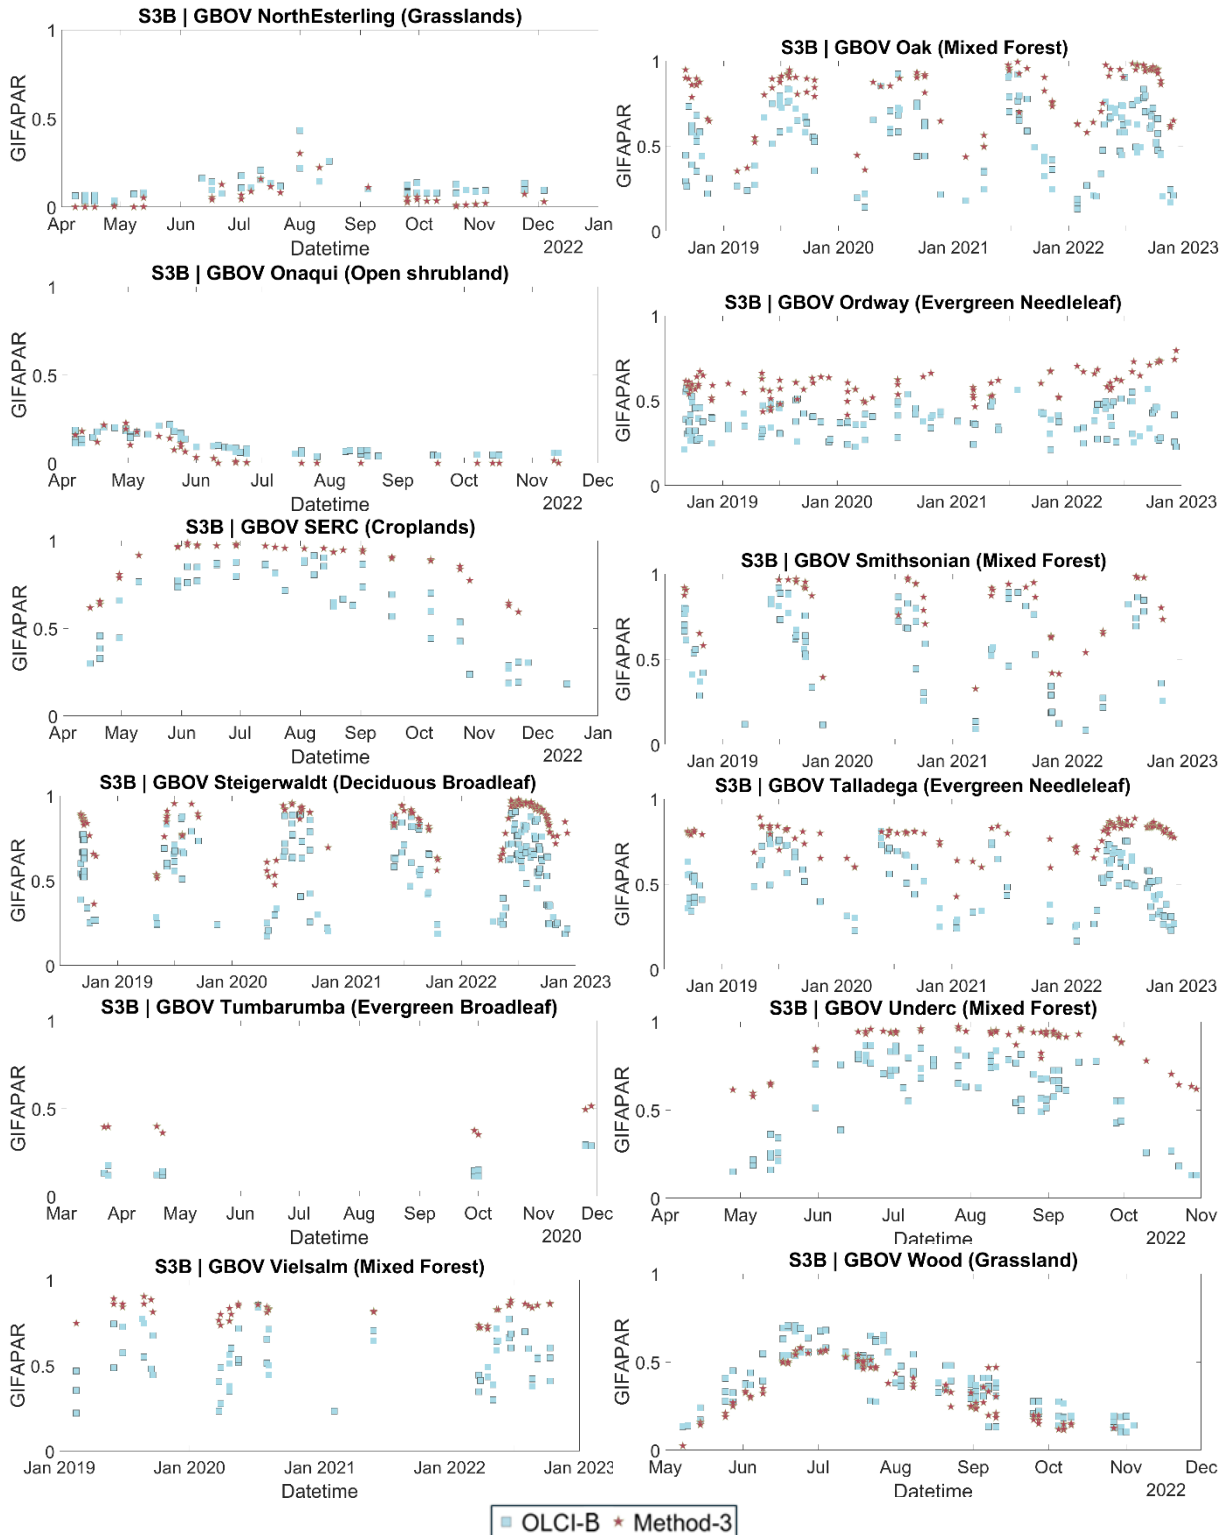 S3B | GBOV NorthEsterling (Grasslands)
1
0.5
0
GIFAPAR
Apr May Jun Jul Aug Sep Oct Nov Dec Jan
Datetime
2022
S3B | GBOV Oak (Mixed Forest)
1
0.5
0
GIFAPAR
Jan 2019 Jan 2020 Jan 2021 Jan 2022 Jan 2023
S3B | GBOV Onaqui (Open shrubland)
1
0.5
0
GIFAPAR
Apr May Jun Jul Aug Sep Oct Nov Dec
Datetime
2022
S3B | GBOV Ordway (Evergreen Needleleaf)
1
0.5
0
GIFAPAR
Jan 2019 Jan 2020 Jan 2021 Jan 2022 Jan 2023
S3B | GBOV SERC (Croplands)
1
0.5
0
GIFAPAR
Apr May Jun Jul Aug Sep Oct Nov Dec Jan
Datetime
2022
S3B | GBOV Smithsonian (Mixed Forest)
1
0.5
0
GIFAPAR
Jan 2019 Jan 2020 Jan 2021 Jan 2022 Jan 2023
S3B | GBOV Steigerwaldt (Deciduous Broadleaf)
1
0.5
0
GIFAPAR
Jan 2019 Jan 2020 Jan 2021 Jan 2022 Jan 2023
S3B | GBOV Talladega (Evergreen Needleleaf)
1
0.5
0
GIFAPAR
Jan 2019 Jan 2020 Jan 2021 Jan 2022 Jan 2023
S3B | GBOV Tumbarumba (Evergreen Broadleaf)
1
0.5
0
GIFAPAR
Mar Apr May Jun Jul Aug Sep Oct Nov Dec
Datetime
2020
S3B | GBOV Underc (Mixed Forest)
1
0.5
0
GIFAPAR
Apr May Jun Jul Aug Sep Oct Nov
Datetime
2022
S3B | GBOV Vielsalm (Mixed Forest)
1
0.5
0
GIFAPAR
Jan 2019 Jan 2020 Jan 2021 Jan 2022 Jan 2023
Datetime
S3B | GBOV Wood (Grassland)
1
0.5
0
GIFAPAR
May Jun Jul Aug Sep Oct Nov Dec
Datetime
2022
OLCI-B Method-3